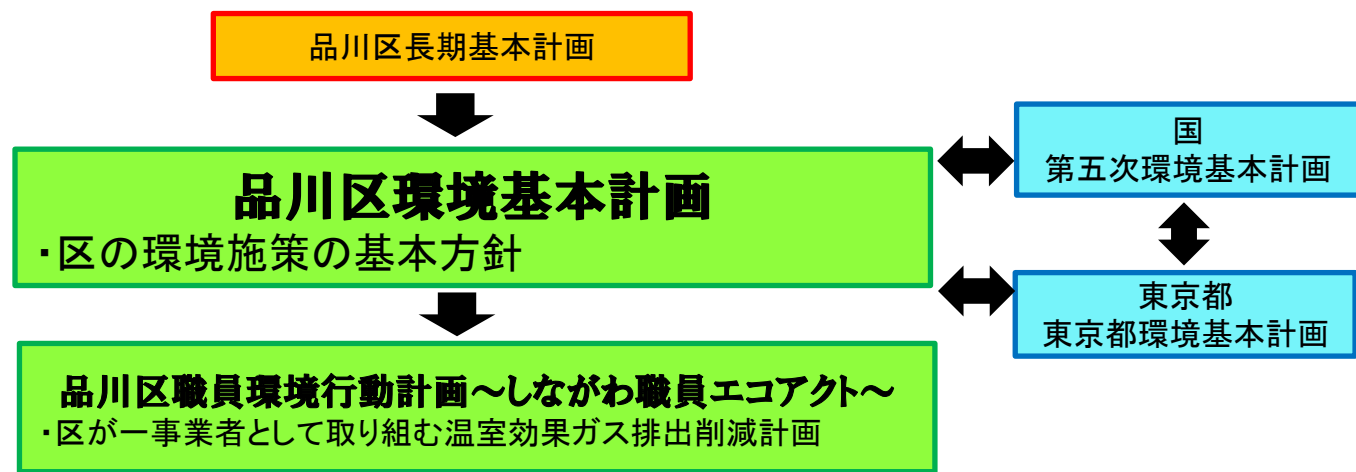 品川区長期基本計画
品川区環境基本計画
・区の環境施策の基本方針
国
第五次環境基本計画
東京都
東京都環境基本計画
品川区職員環境行動計画～しながわ職員エコアクト～
・区が一事業者として取り組む温室効果ガス排出削減計画